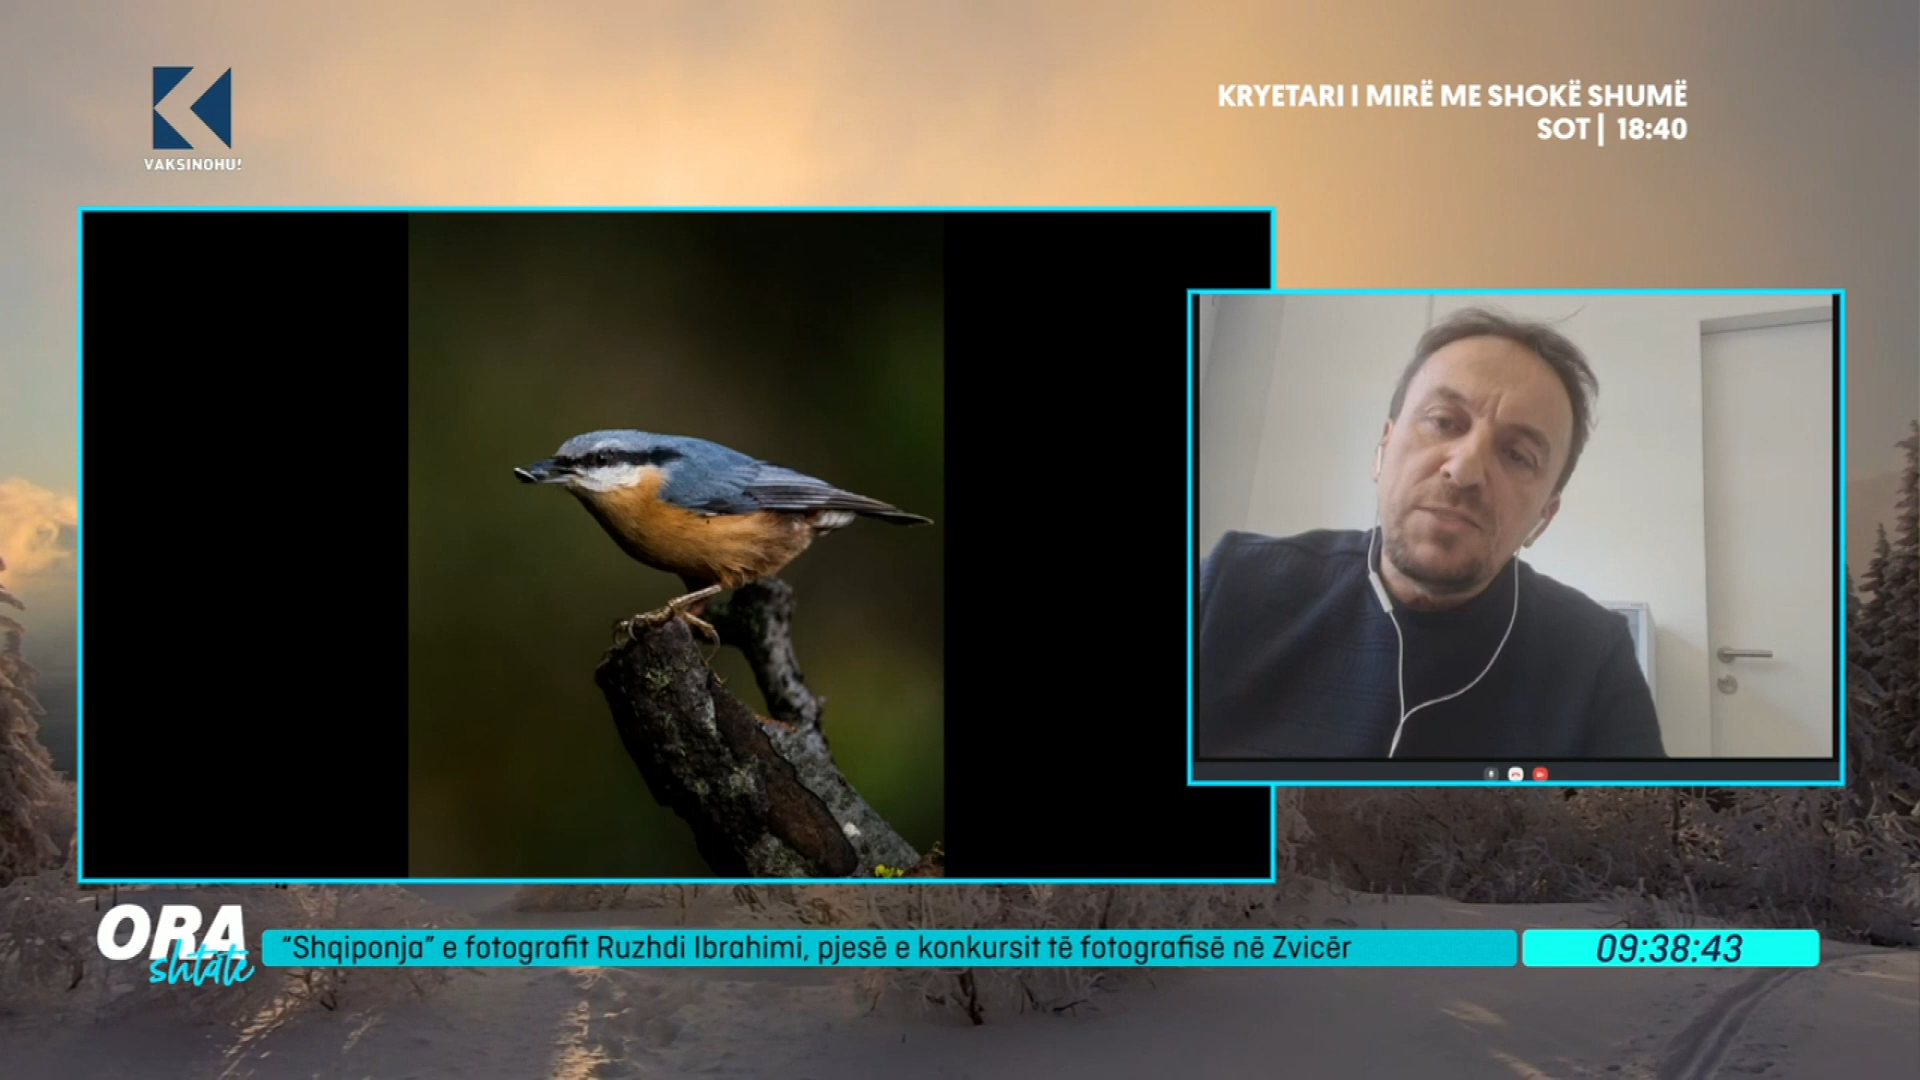 VAKSINOHU!
KRYETARI I MIRË ME SHOKË SHUMË
SOT | 18:40
ORA
shtatë
“Shqiponja” e fotografit Ruzhdi Ibrahimi, pjesë e konkursit të fotografisë në Zvicër
09:38:43